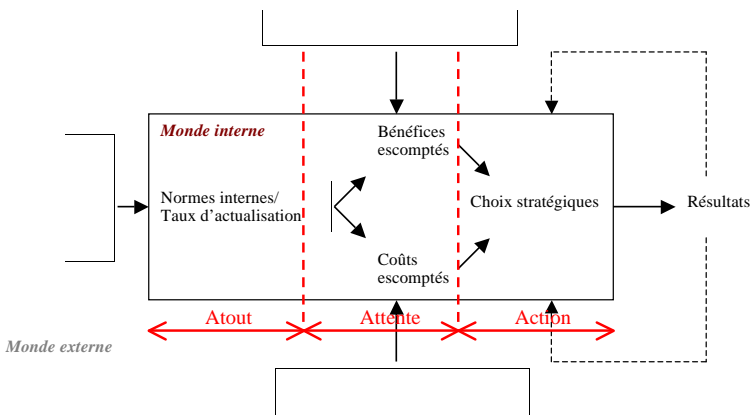 Monde interne
Bénéfices
escomptés
Normes internes/
Taux d'actualisation
Choix stratégiques
Résultats
Coûts
escomptés
Atout
Attente
Action
Monde externe